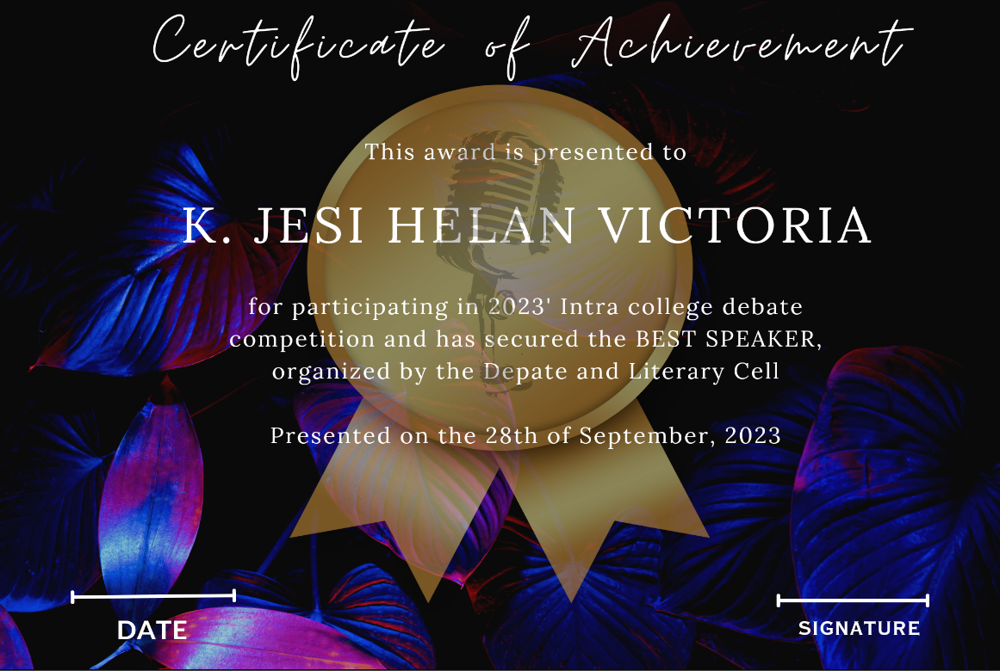 Certificate of Achievement
This award is presented to
K. JESI HELAN VICTORIA
for participating in 2023' Intra college debate
competition and has secured the BEST SPEAKER,
organized by the Depate and Literary Cell
Presented on the 28th of September, 2023
DATE
SIGNATURE